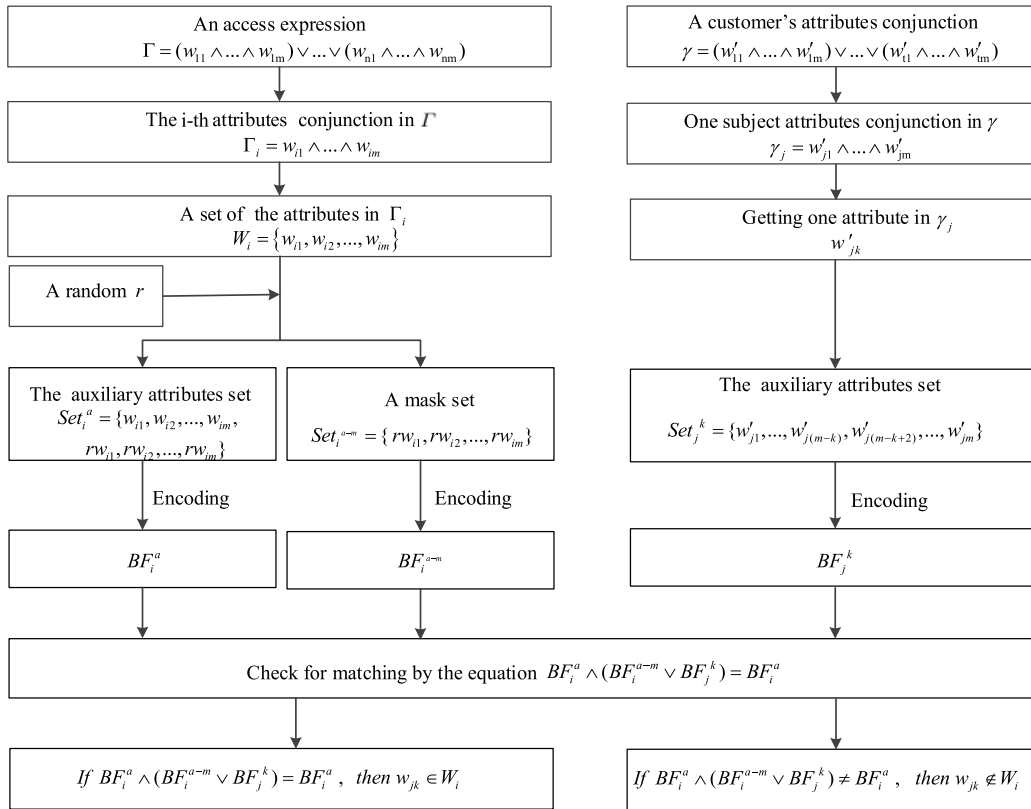 An access expression
Γ = (w₁₁ ∧ ... ∧ w₁ₘ) ∨ ... ∨ (wₙ₁ ∧ ... ∧ wₙₘ)
The i-th attributes conjunction in Γ
Γᵢ = wᵢ₁ ∧ ... ∧ wᵢₘ
A set of the attributes in Γᵢ
Wᵢ = {wᵢ₁, wᵢ₂, ..., wᵢₘ}
A random r
The auxiliary attributes set
Setᵢᵃ = {wᵢ₁, wᵢ₂, ..., wᵢₘ,
rwᵢ₁, rwᵢ₂, ..., rwᵢₘ}
A mask set
Setᵢᵃ⁻ᵐ = { rwᵢ₁, rwᵢ₂, ..., rwᵢₘ}
Encoding
Encoding
BFᵢᵃ
BFᵢᵃ⁻ᵐ
A customer's attributes conjunction
γ = (w′₁₁ ∧ ... ∧ w′₁ₘ) ∨ ... ∨ (w′ₜ₁ ∧ ... ∧ w′ₜₘ)
One subject attributes conjunction in γ
γⱼ = w′ⱼ₁ ∧ ... ∧ w′ⱼₘ
Getting one attribute in γⱼ
w'ⱼₖ
The auxiliary attributes set
Setⱼᵏ = {w′ⱼ₁, ..., w′ⱼ₍ₘ₋ₖ₎, w′ⱼ₍ₘ₋ₖ₊₂₎, ..., w′ⱼₘ}
Encoding
BFⱼᵏ
Check for matching by the equation BFᵢᵃ ∧ (BFᵢᵃ⁻ᵐ ∨ BFⱼᵏ) = BFᵢᵃ
If BFᵢᵃ ∧ (BFᵢᵃ⁻ᵐ ∨ BFⱼᵏ) = BFᵢᵃ , then wⱼₖ ∈ Wᵢ
If BFᵢᵃ ∧ (BFᵢᵃ⁻ᵐ ∨ BFⱼᵏ) ≠ BFᵢᵃ , then wⱼₖ ∉ Wᵢ